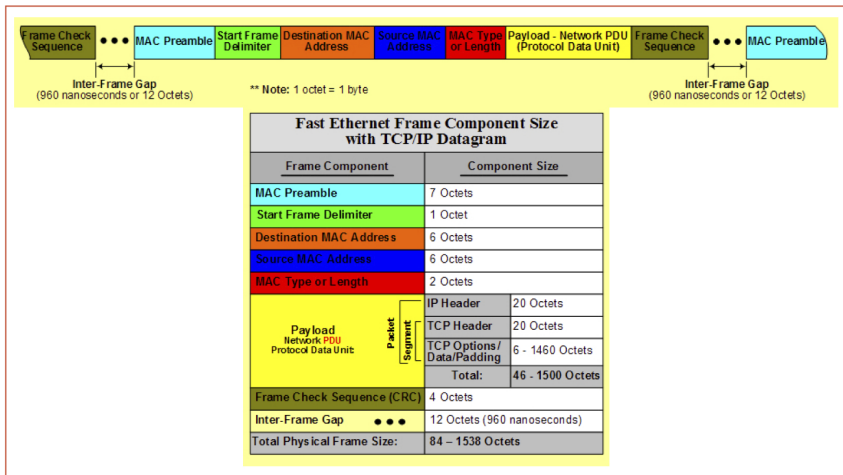 Frame Check Sequence
MAC Preamble
Start Frame Delimiter
Destination MAC Address
Source MAC Address
MAC Type or Length
Payload - Network PDU (Protocol Data Unit)
Frame Check Sequence
MAC Preamble
Inter-Frame Gap
(960 nanoseconds or 12 Octets)
** Note: 1 octet = 1 byte
Inter-Frame Gap
(960 nanoseconds or 12 Octets)
Fast Ethernet Frame Component Size
with TCP/IP Datagram
Frame Component
Component Size
MAC Preamble
7 Octets
Start Frame Delimiter
1 Octet
Destination MAC Address
6 Octets
Source MAC Address
6 Octets
MAC Type or Length
2 Octets
Payload
Network PDU
Protocol Data Unit:
Packet
Segment
IP Header
20 Octets
TCP Header
20 Octets
TCP Options/
Data/Padding
6 - 1460 Octets
Total:
46 - 1500 Octets
Frame Check Sequence (CRC)
4 Octets
Inter-Frame Gap
12 Octets (960 nanoseconds)
Total Physical Frame Size:
84 – 1538 Octets